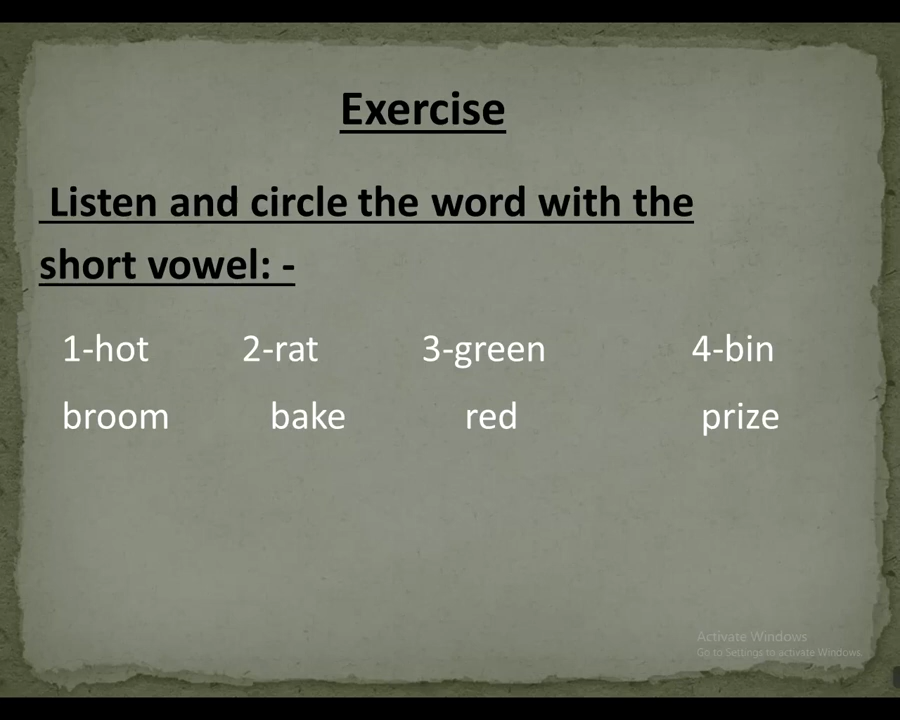 Exercise
Listen and circle the word with the
short vowel: -
1-hot 2-rat 3-green 4-bin
broom bake red prize
Activate Windows
Go to Settings to activate Windows.